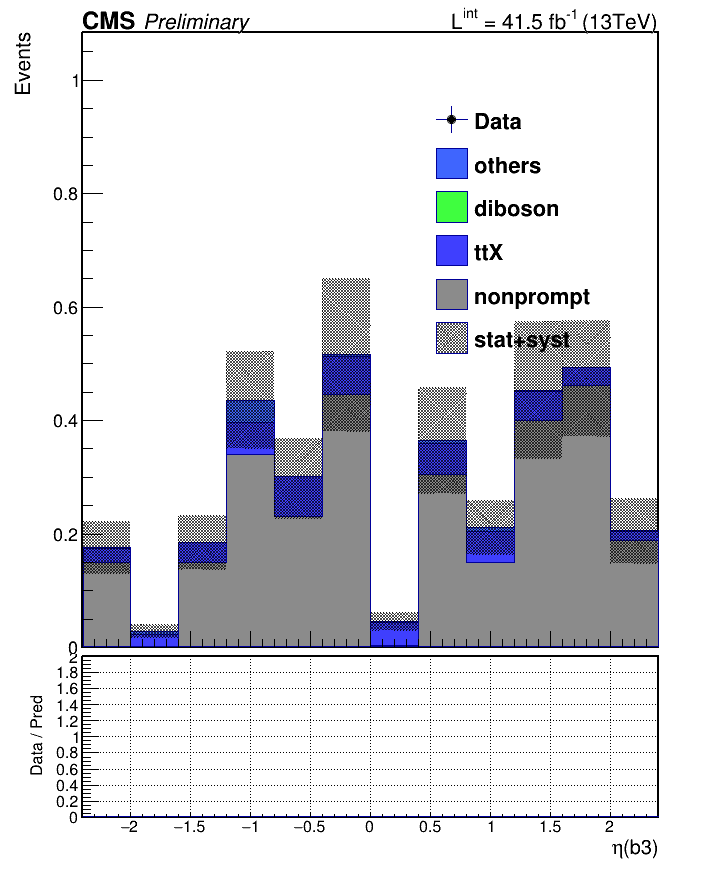 CMS Preliminary
L^int = 41.5 fb^-1 (13TeV)
Events
1
0.8
0.6
0.4
0.2
0
Data
others
diboson
ttX
nonprompt
stat+syst
Data / Pred
2
1.8
1.6
1.4
1.2
1
0.8
0.6
0.4
0.2
0
−2 −1.5 −1 −0.5 0 0.5 1 1.5 2
η(b3)